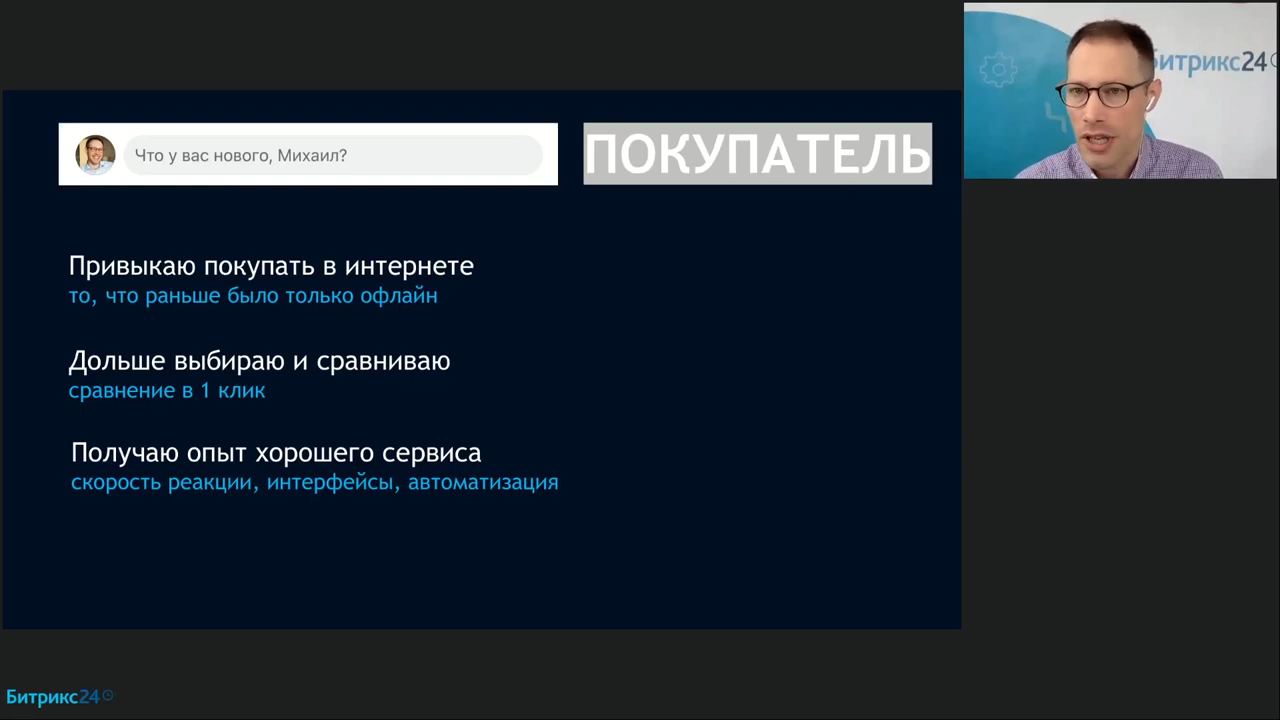 Что у вас нового, Михаил?
ПОКУПАТЕЛЬ
Привыкаю покупать в интернете
то, что раньше было только офлайн
Дольше выбираю и сравниваю
сравнение в 1 клик
Получаю опыт хорошего сервиса
скорость реакции, интерфейсы, автоматизация
битрикс24
Битрикс24